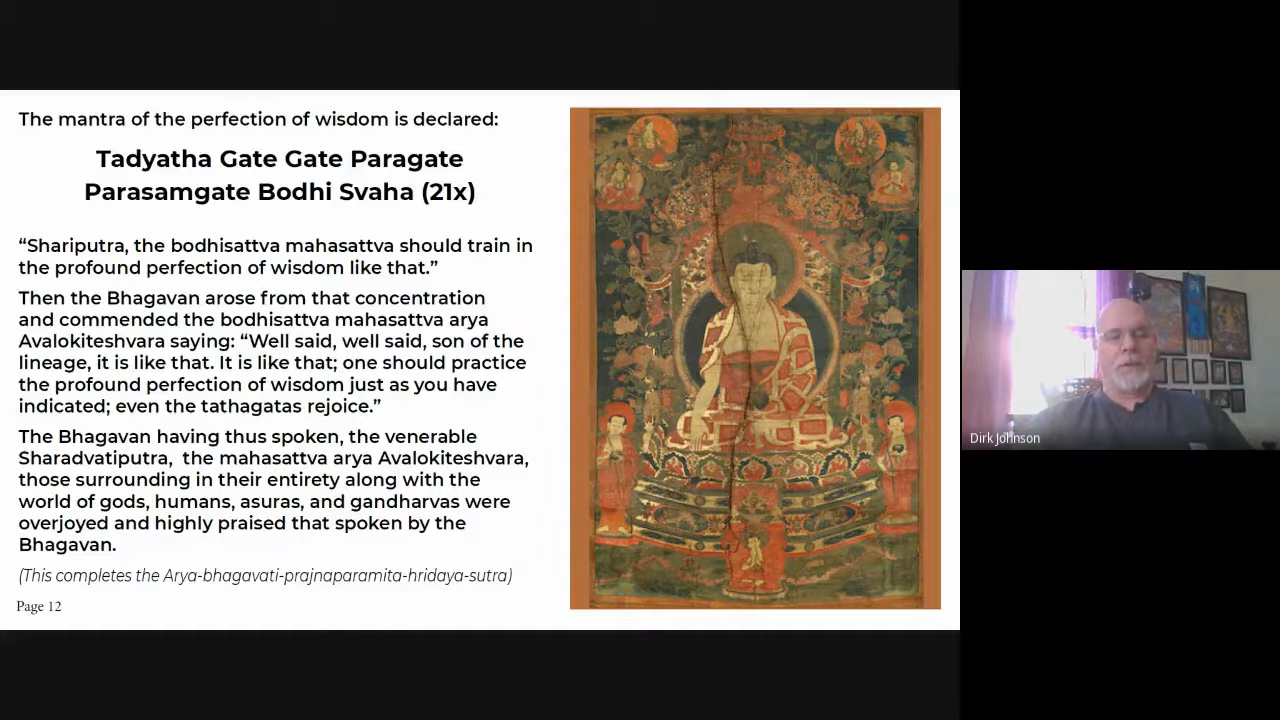 The mantra of the perfection of wisdom is declared:
Tadyatha Gate Gate Paragate
Parasamgate Bodhi Svaha (21x)
“Shariputra, the bodhisattva mahasattva should train in
the profound perfection of wisdom like that.”
Then the Bhagavan arose from that concentration
and commended the bodhisattva mahasattva arya
Avalokiteshvara saying: “Well said, well said, son of the
lineage, it is like that. It is like that; one should practice
the profound perfection of wisdom just as you have
indicated; even the tathagatas rejoice.”
The Bhagavan having thus spoken, the venerable
Sharadvatiputra, the mahasattva arya Avalokiteshvara,
those surrounding in their entirety along with the
world of gods, humans, asuras, and gandharvas were
overjoyed and highly praised that spoken by the
Bhagavan.
(This completes the Arya-bhagavati-prajnaparamita-hridaya-sutra)
Page 12
Dirk Johnson